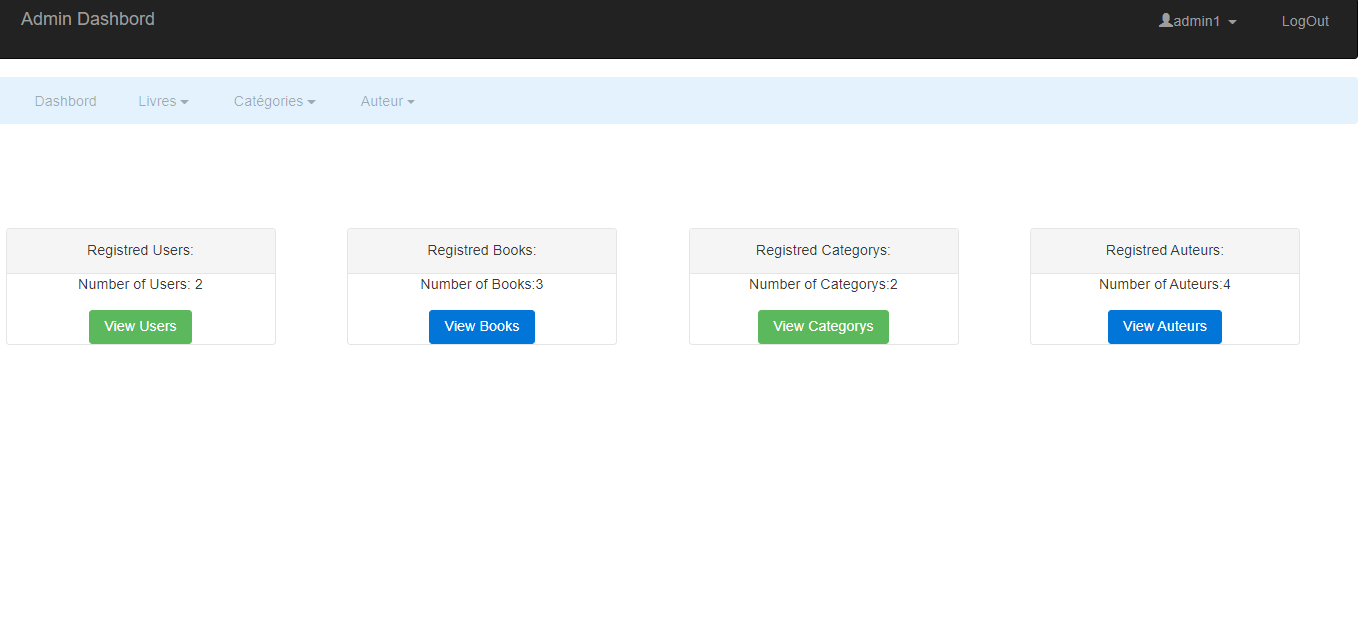 Admin Dashbord
admin1
LogOut
Dashbord
Livres
Catégories
Auteur
Registred Users:
Number of Users: 2
View Users
Registred Books:
Number of Books:3
View Books
Registred Categorys:
Number of Categorys:2
View Categorys
Registred Auteurs:
Number of Auteurs:4
View Auteurs